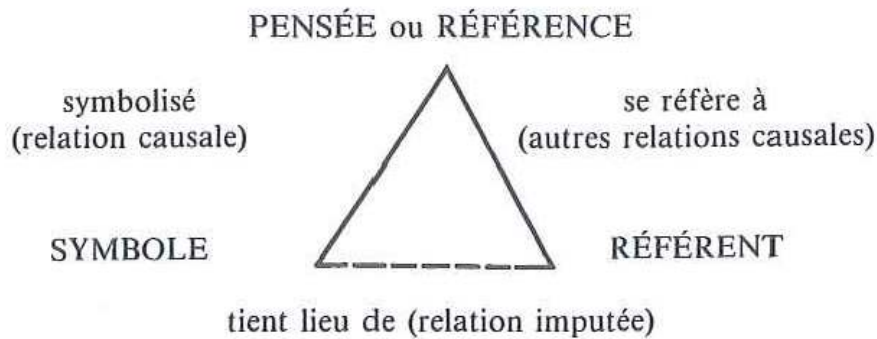 PENSÉE ou RÉFÉRENCE
symbolisé
(relation causale)
se réfère à
(autres relations causales)
SYMBOLE
RÉFÉRENT
tient lieu de (relation imputée)